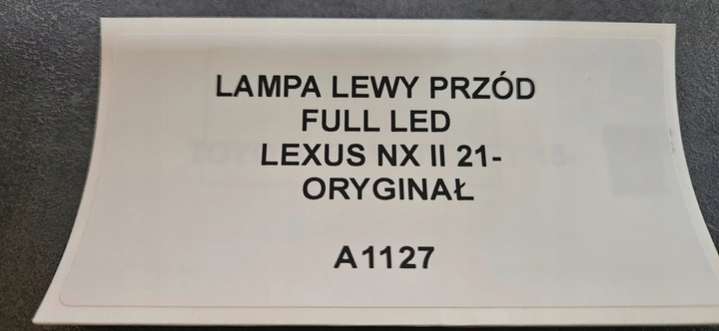 LAMPA LEWY PRZÓD
FULL LED
LEXUS NX II 21-
ORYGINAŁ
A1127